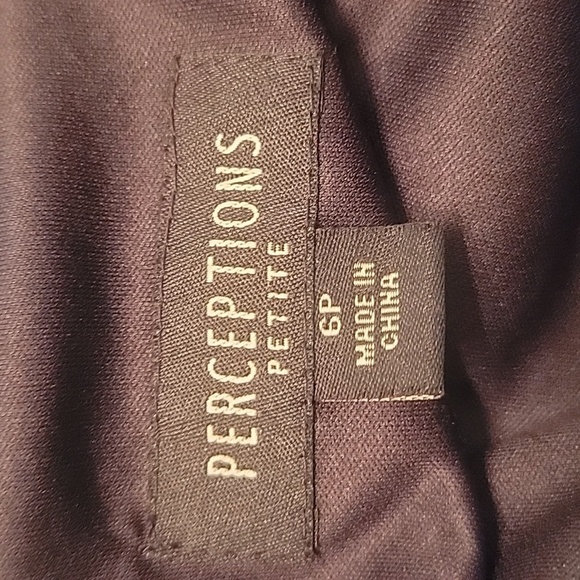 PERCEPTIONS
PETITE
6P
MADE IN
CHINA